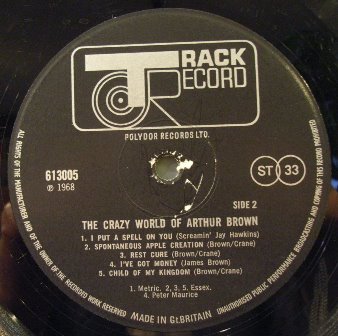 TRACK
RECORD
POLYDOR RECORDS LTD.
613005
℗ 1968
ST 33
SIDE 2
THE CRAZY WORLD OF ARTHUR BROWN
1. I PUT A SPELL ON YOU (Screamin' Jay Hawkins)
2. SPONTANEOUS APPLE CREATION (Brown/Crane)
3. REST CURE (Brown/Crane)
4. I'VE GOT MONEY (James Brown)
5. CHILD OF MY KINGDOM (Brown/Crane)
1. Metric. 2, 3, 5. Essex.
4. Peter Maurice
ALL RIGHTS OF THE MANUFACTURER AND OF THE OWNER OF THE RECORDED WORK RESERVED
UNAUTHORISED PUBLIC PERFORMANCE BROADCASTING AND COPYING OF THIS RECORD PROHIBITED
MADE IN Gt.BRITAIN